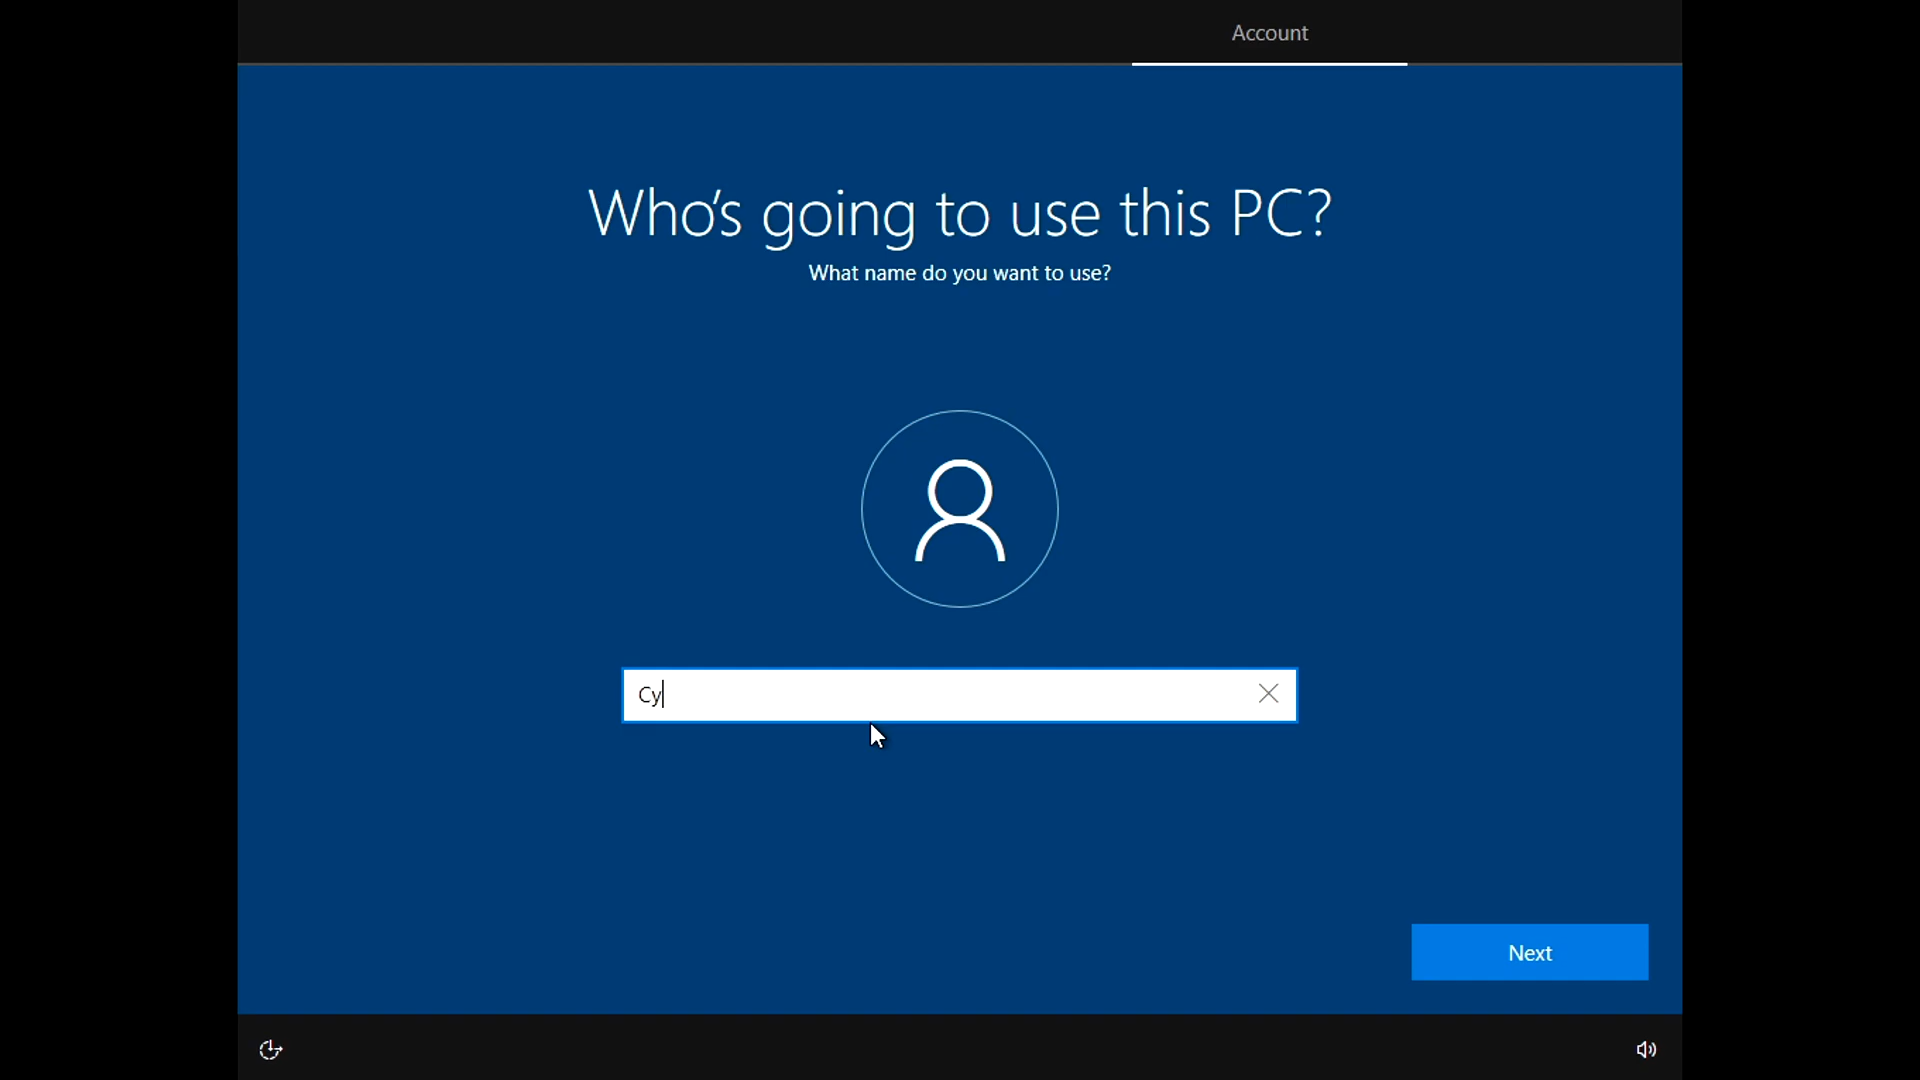 Account
Who's going to use this PC?
What name do you want to use?
Cy
Next